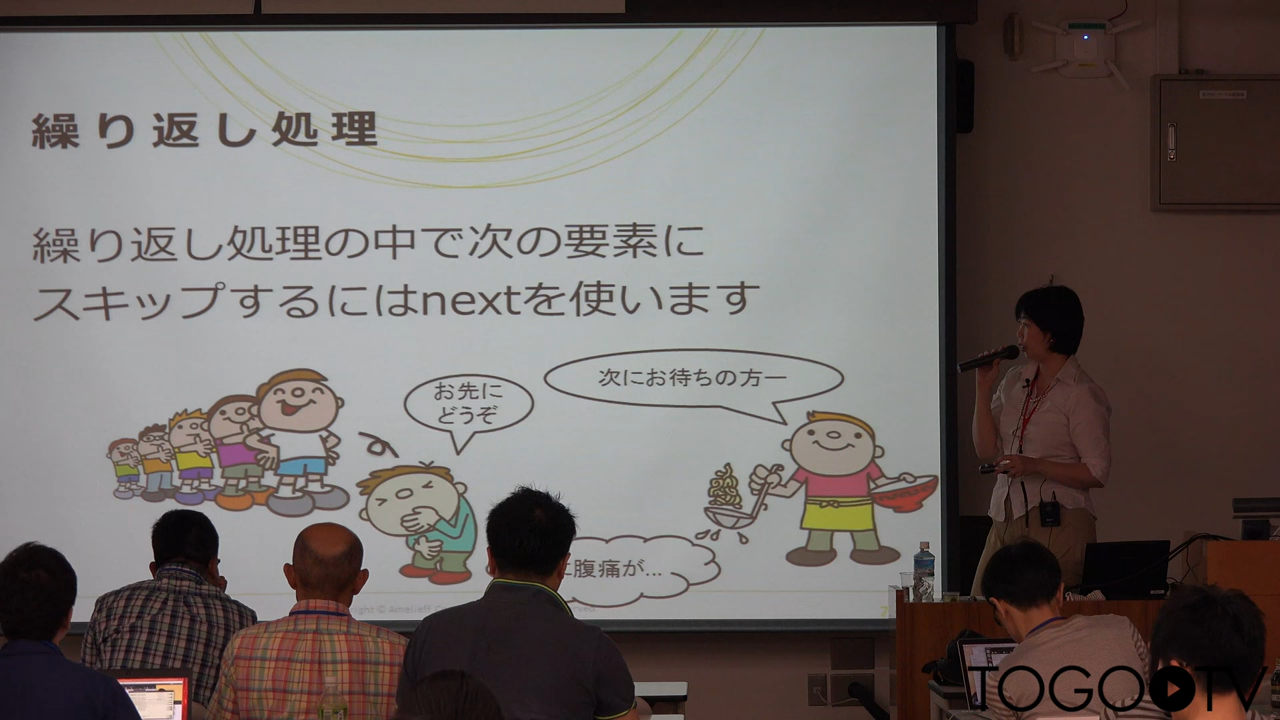 繰り返し処理
繰り返し処理の中で次の要素に
スキップするにはnextを使います
お先に
どうぞ
次にお待ちの方ー
腹痛が...
TOGO TV